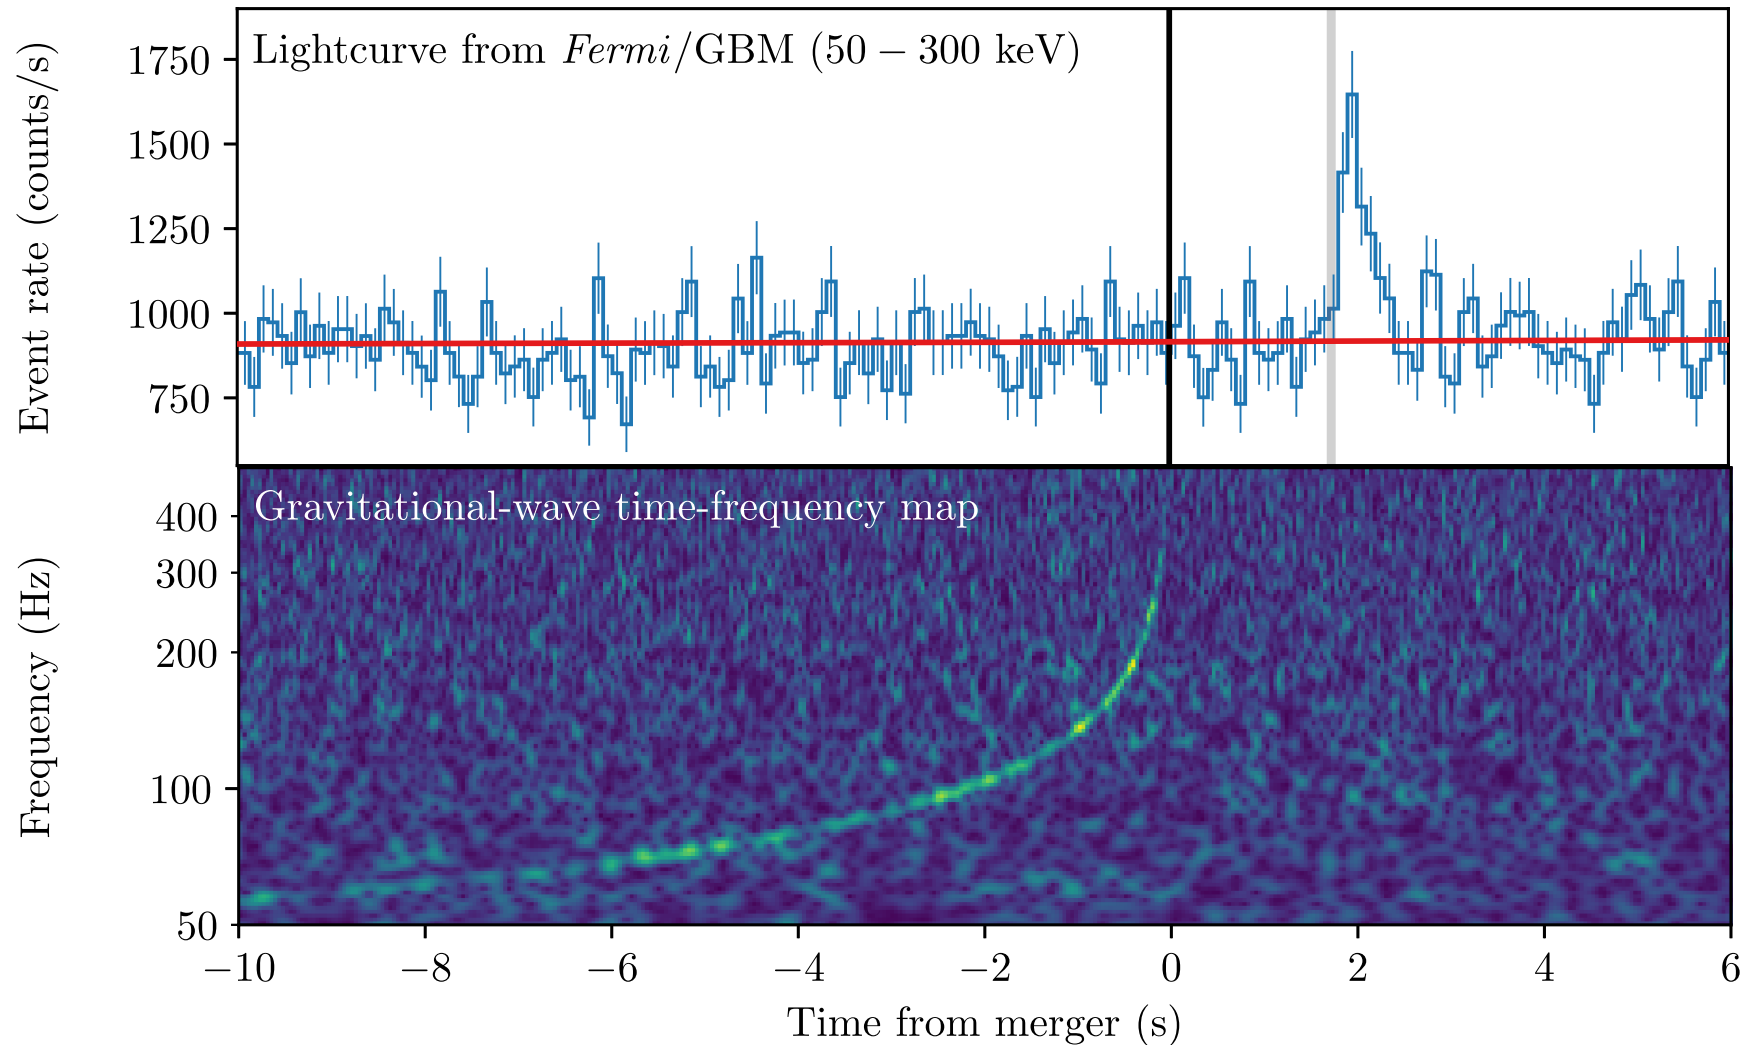 Lightcurve from Fermi/GBM (50 − 300 keV)
Event rate (counts/s)
1750
1500
1250
1000
750
Gravitational-wave time-frequency map
Frequency (Hz)
400
300
200
100
50
−10 −8 −6 −4 −2 0 2 4 6
Time from merger (s)